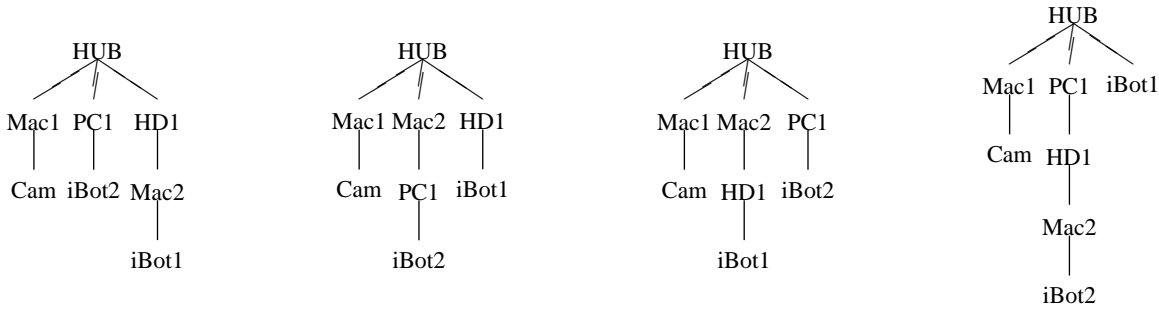 HUB
Mac1 PC1 HD1
Cam iBot2 Mac2
iBot1
HUB
Mac1 Mac2 HD1
Cam PC1 iBot1
iBot2
HUB
Mac1 Mac2 PC1
Cam HD1 iBot2
iBot1
HUB
Mac1 PC1 iBot1
Cam HD1
Mac2
iBot2